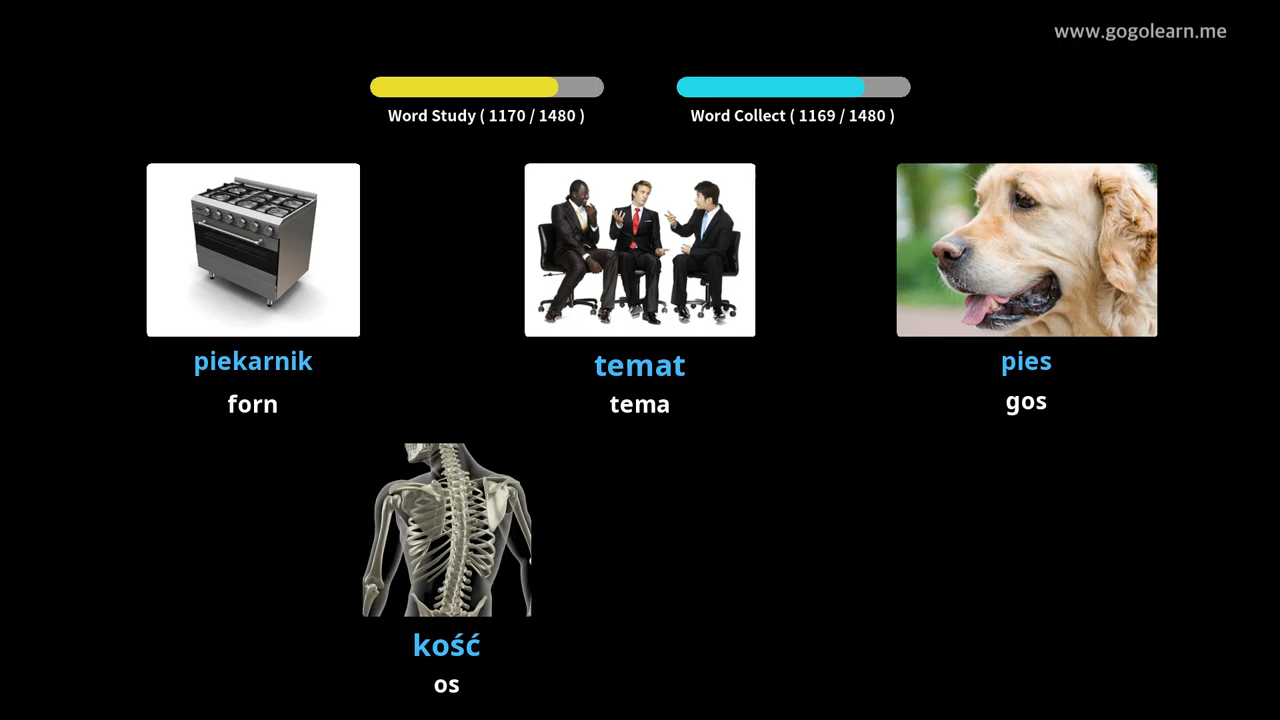 www.gogolearn.me
Word Study ( 1170 / 1480 )
Word Collect ( 1169 / 1480 )
piekarnik
forn
temat
tema
pies
gos
kość
os